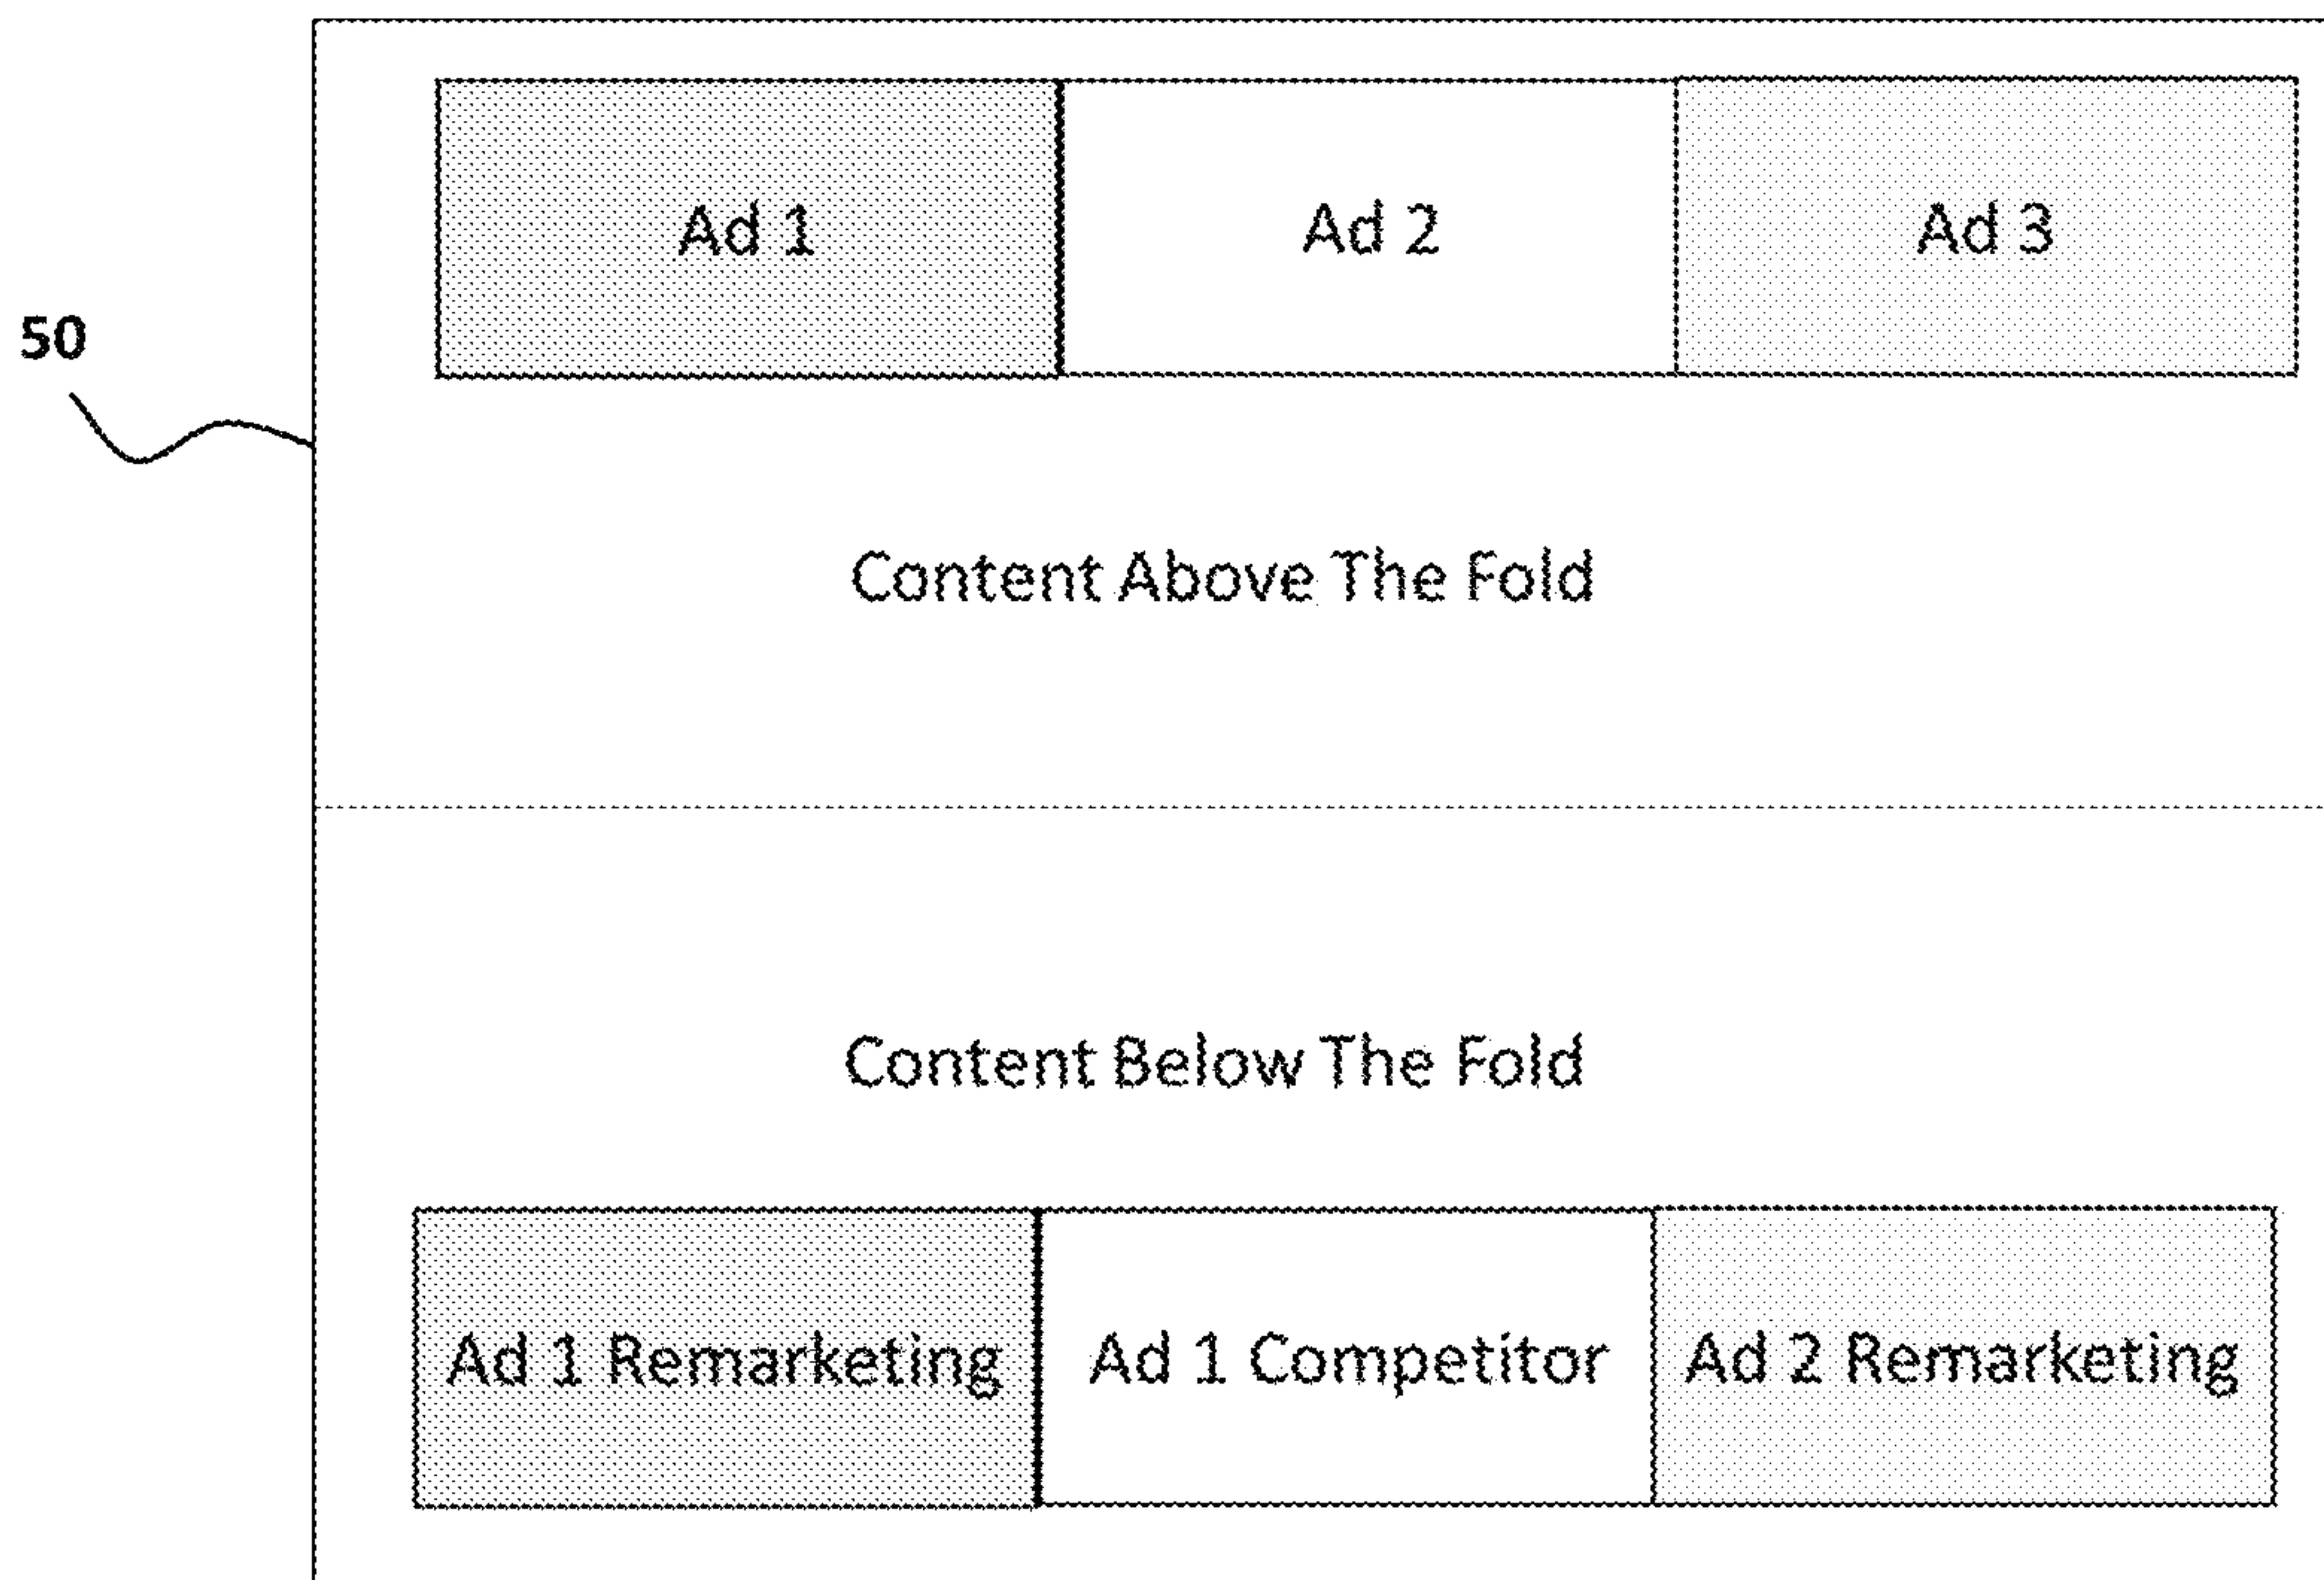 Ad 1 Ad 2 Ad 3
50
Content Above The Fold
Content Below The Fold
Ad 1 Remarketing Ad 1 Competitor Ad 2 Remarketing